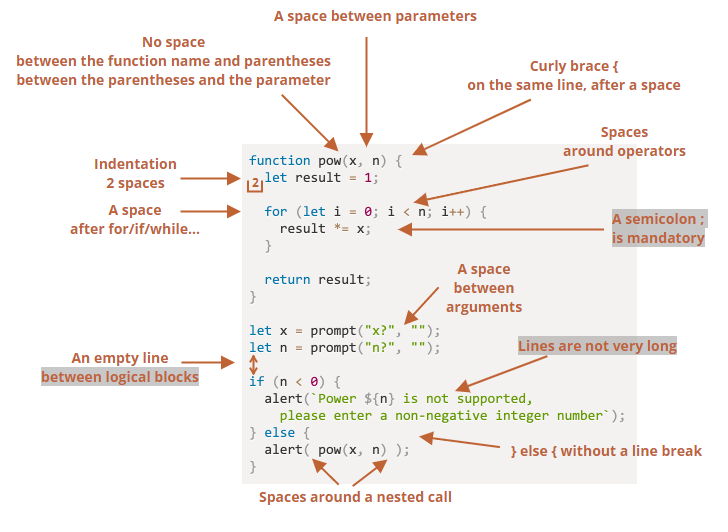 A space between parameters
No space
between the function name and parentheses
between the parentheses and the parameter
Curly brace {
on the same line, after a space
Spaces
around operators
Indentation
2 spaces
A space
after for/if/while...
A semicolon ;
is mandatory
function pow(x, n) {
2
  let result = 1;

  for (let i = 0; i < n; i++) {
    result *= x;
  }

  return result;
}

let x = prompt("x?", "");
let n = prompt("n?", "");

if (n < 0) {
  alert(`Power ${n} is not supported,
    please enter a non-negative integer number`);
} else {
  alert( pow(x, n) );
}
A space
between
arguments
Lines are not very long
An empty line
between logical blocks
} else { without a line break
Spaces around a nested call